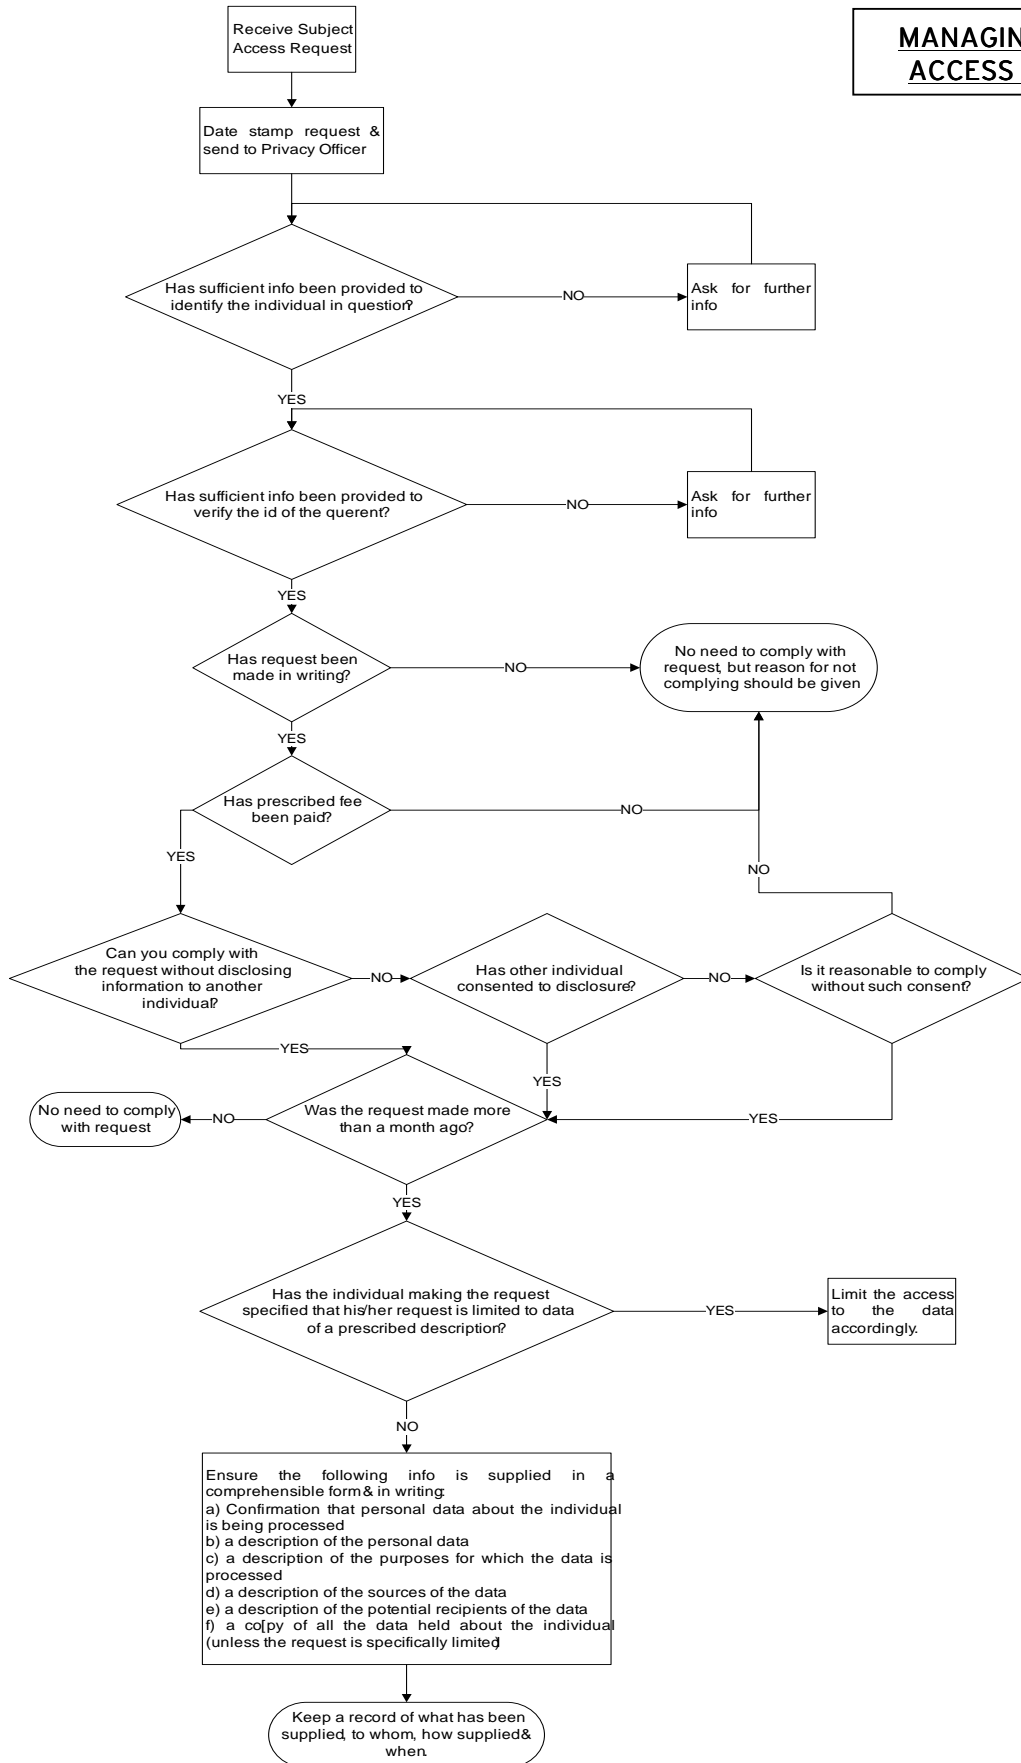 Receive Subject
Access Request
MANAGIN
ACCESS
Date stamp request &
send to Privacy Officer
Has sufficient info been provided to
identify the individual in question?
NO
Ask for further
info
YES
Has sufficient info been provided to
verify the id of the querent?
NO
Ask for further
info
YES
Has request been
made in writing?
NO
No need to comply with
request, but reason for not
complying should be given
YES
Has prescribed fee
been paid?
NO
YES
NO
Can you comply with
the request without disclosing
information to another
individual?
NO
Has other individual
consented to disclosure?
NO
Is it reasonable to comply
without such consent?
YES
YES
No need to comply
with request
NO
Was the request made more
than a month ago?
YES
YES
Has the individual making the request
specified that his/her request is limited to data
of a prescribed description?
YES
Limit the access
to the data
accordingly.
NO
Ensure the following info is supplied in a
comprehensible form & in writing:
a) Confirmation that personal data about the individual
is being processed
b) a description of the personal data
c) a description of the purposes for which the data is
processed
d) a description of the sources of the data
e) a description of the potential recipients of the data
f) a co[py of all the data held about the individual
(unless the request is specifically limited)
Keep a record of what has been
supplied, to whom, how supplied &
when.